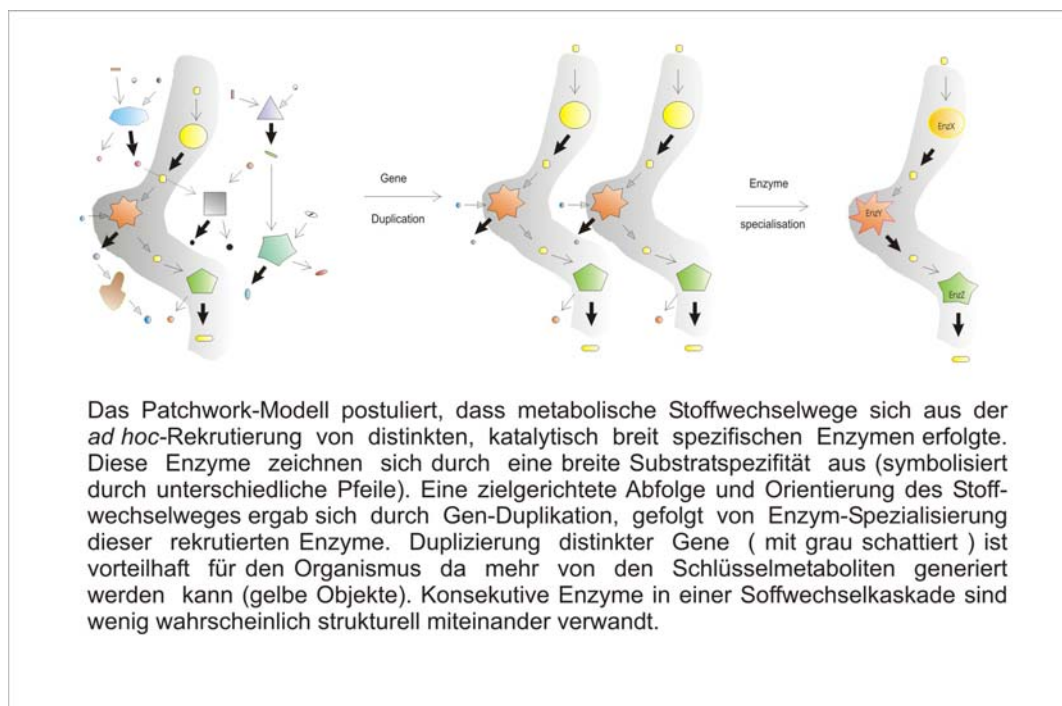 Gene
Duplication
Enzyme
specialisation
EnzX
EnzY
EnzZ
Das Patchwork-Modell postuliert, dass metabolische Stoffwechselwege sich aus der
ad hoc-Rekrutierung von distinkten, katalytisch breit spezifischen Enzymen erfolgte.
Diese Enzyme zeichnen sich durch eine breite Substratspezifität aus (symbolisiert
durch unterschiedliche Pfeile). Eine zielgerichtete Abfolge und Orientierung des Stoff-
wechselweges ergab sich durch Gen-Duplikation, gefolgt von Enzym-Spezialisierung
dieser rekrutierten Enzyme. Duplizierung distinkter Gene ( mit grau schattiert ) ist
vorteilhaft für den Organismus da mehr von den Schlüsselmetaboliten generiert
werden kann (gelbe Objekte). Konsekutive Enzyme in einer Soffwechselkaskade sind
wenig wahrscheinlich strukturell miteinander verwandt.